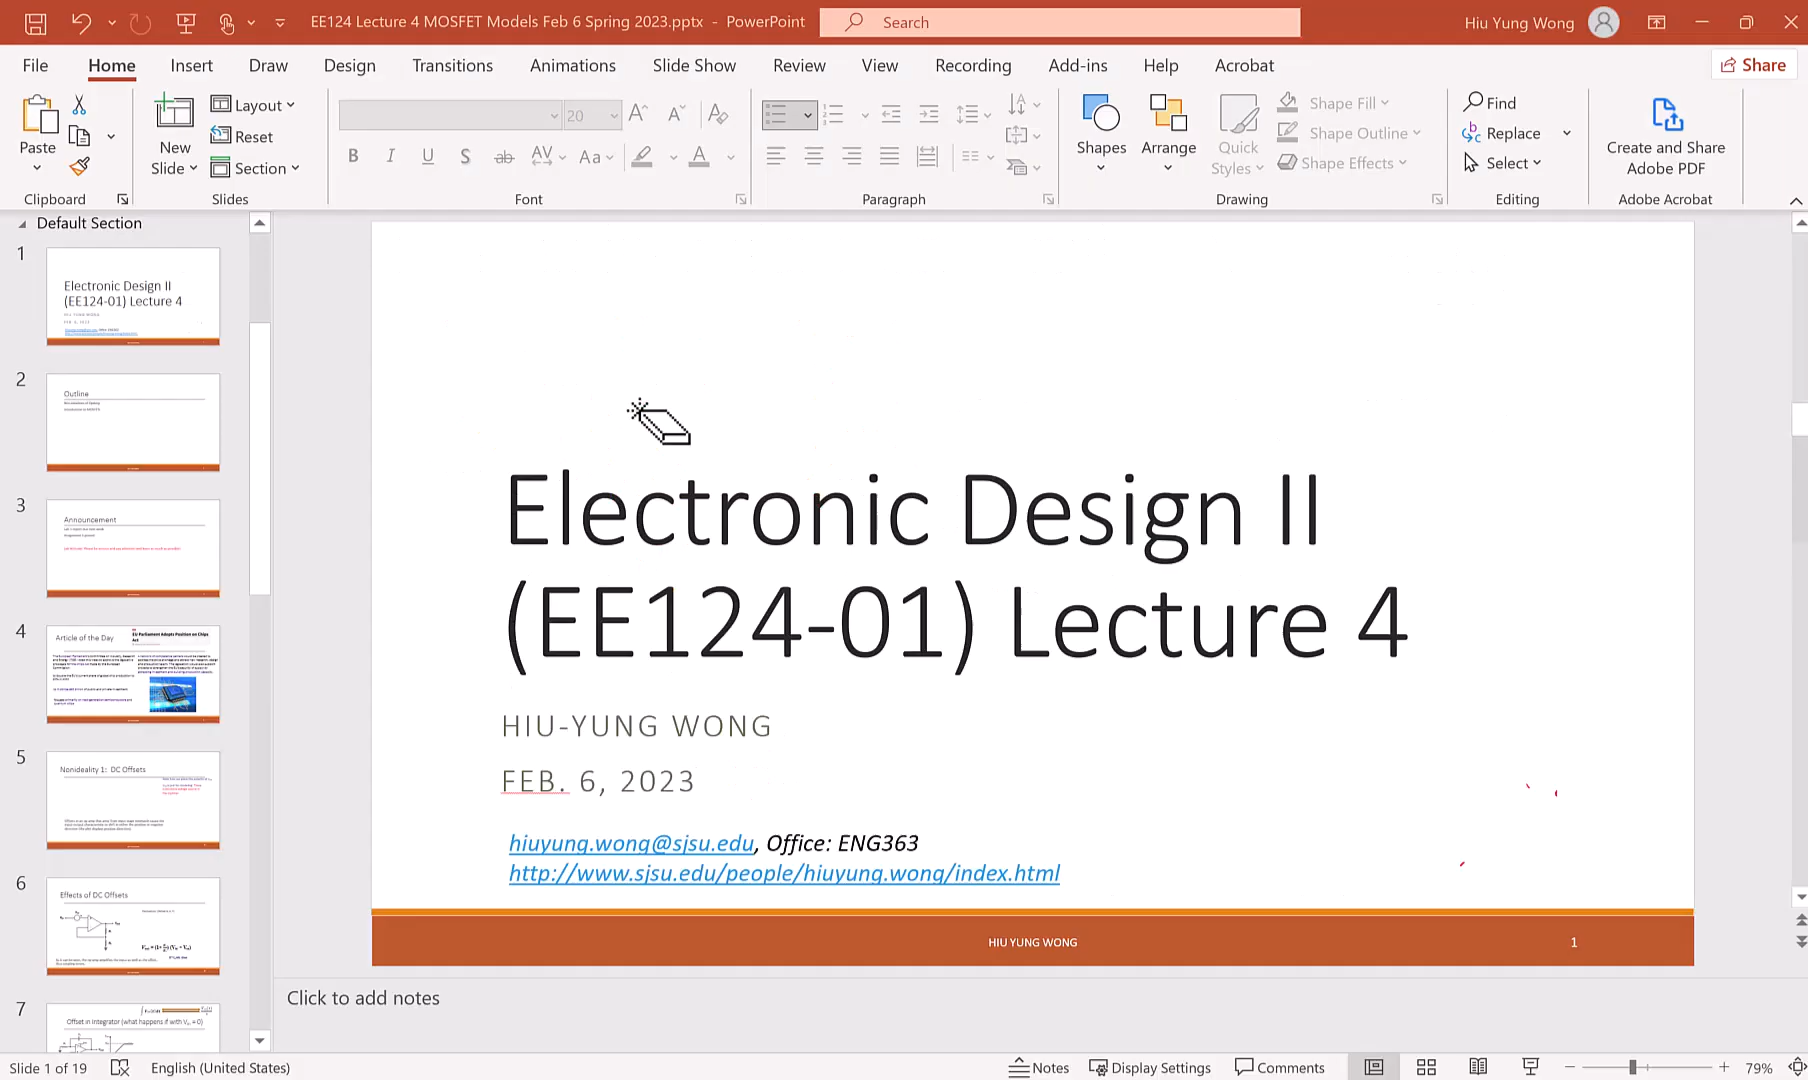 EE124 Lecture 4 MOSFET Models Feb 6 Spring 2023.pptx - PowerPoint
Search
Hiu Yung Wong
File Home Insert Draw Design Transitions Animations Slide Show Review View Recording Add-ins Help Acrobat
Share
Paste
Clipboard
New Slide
Layout
Reset
Section
Slides
20
B I U S ab AV Aa A
Font
Paragraph
Shapes
Arrange
Quick Styles
Shape Fill
Shape Outline
Shape Effects
Drawing
Find
Replace
Select
Editing
Create and Share Adobe PDF
Adobe Acrobat
Default Section
1
Electronic Design II
(EE124-01) Lecture 4
2
Outline
3
Announcement
4
Article of the Day
EU Parliament Adopts Position on Chips
Act
5
Nonideality 1: DC Offsets
6
Effects of DC Offsets
7
Offset in Integrator (what happens if with Vin = 0)
Electronic Design II
(EE124-01) Lecture 4
HIU-YUNG WONG
FEB. 6, 2023
hiuyung.wong@sjsu.edu, Office: ENG363
http://www.sjsu.edu/people/hiuyung.wong/index.html
HIU YUNG WONG
1
Click to add notes
Slide 1 of 19
English (United States)
Notes
Display Settings
Comments
79%